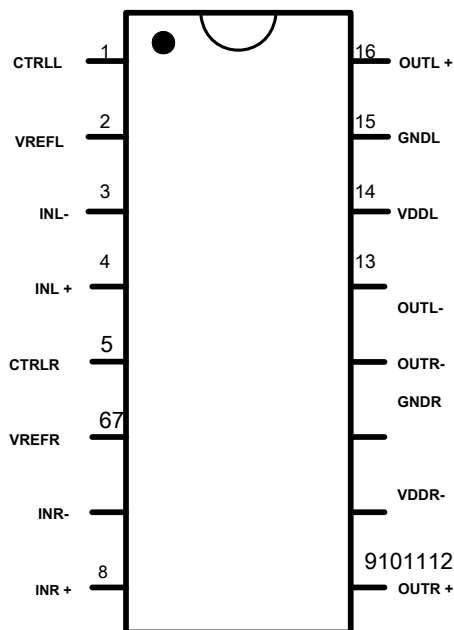 CTRLL 1 16 OUTL +
VREFL 2 15 GNDL
INL- 3 14 VDDL
INL + 4 13
OUTL-
CTRLR 5 OUTR-
GNDR
VREFR 67
INR- VDDR-
9101112
INR + 8 OUTR +